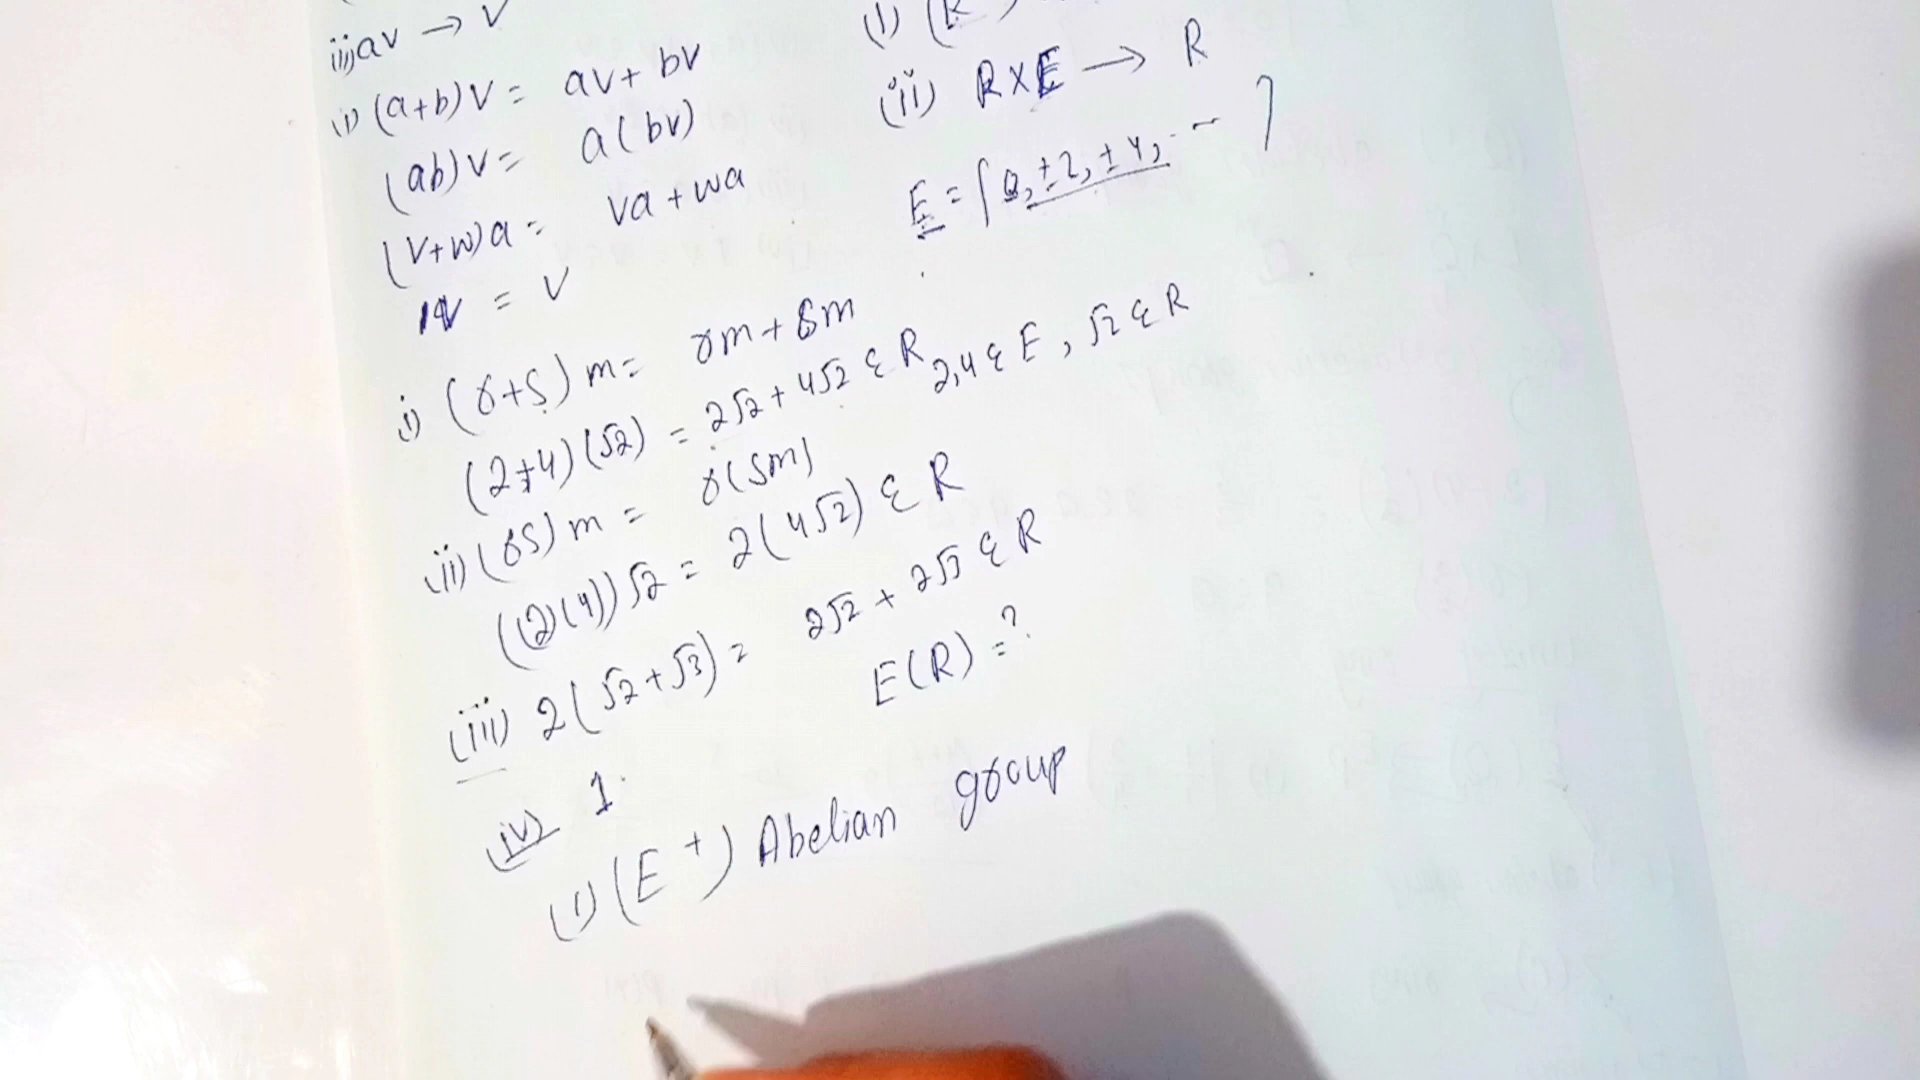 iii) av → V
(i) (R
i) (a+b)v = av + bv
(ii) R×E → R
(ab)v = a(bv)
E = {0, ±2, ±4, -- }
(v+w)a = va + wa
1v = v
i) (r+s)m = rm + sm
(2+4)(√2) = 2√2 + 4√2 ε R 2,4 ε E, √2 ε R
ii) (rs)m = r(sm)
((2)(4))√2 = 2(4√2) ε R
(iii) 2(√2+√3) = 2√2 + 2√3 ε R
(iv) 1. E(R) = ?
(i) (E +) Abelian group